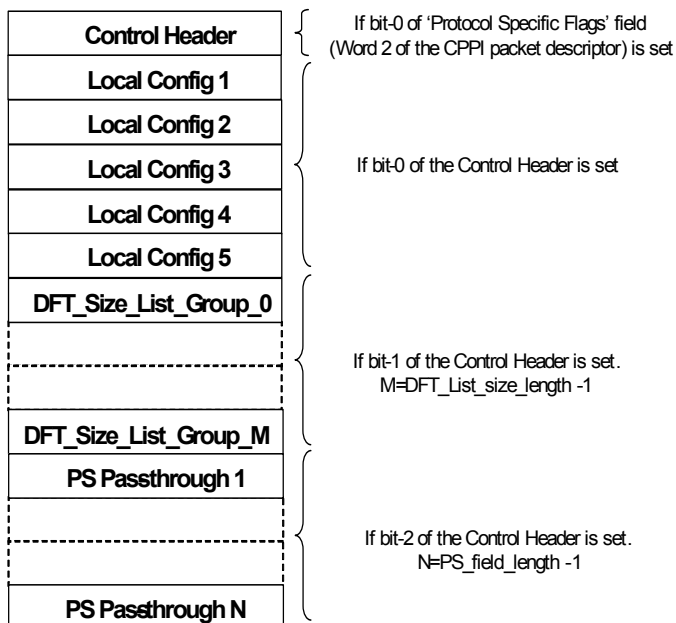 Control Header
If bit-0 of ‘Protocol Specific Flags’ field
(Word 2 of the CPPI packet descriptor) is set
Local Config 1
Local Config 2
Local Config 3
Local Config 4
Local Config 5
If bit-0 of the Control Header is set
DFT_Size_List_Group_0
DFT_Size_List_Group_M
If bit-1 of the Control Header is set.
M=DFT_List_size_length -1
PS Passthrough 1
PS Passthrough N
If bit-2 of the Control Header is set.
N=PS_field_length -1